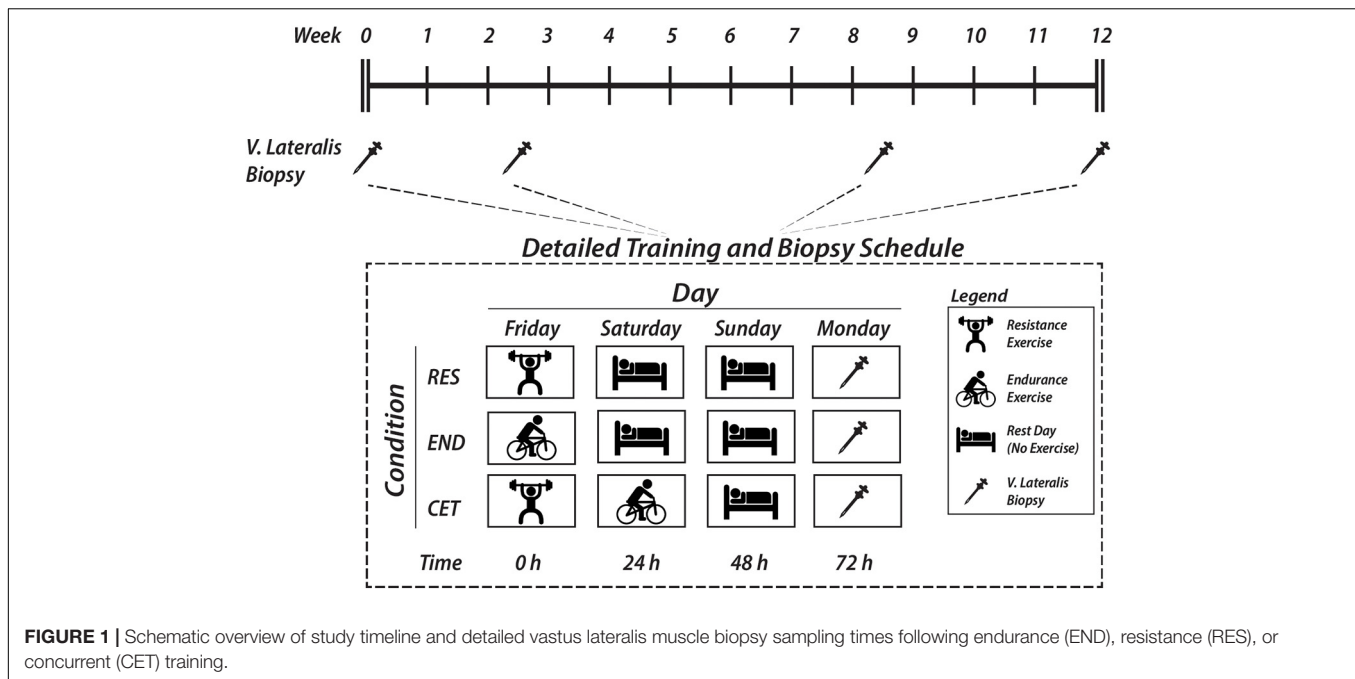 Week 0 1 2 3 4 5 6 7 8 9 10 11 12
V. Lateralis
Biopsy
Detailed Training and Biopsy Schedule
Day
Friday Saturday Sunday Monday
Condition
RES
END
CET
Time 0 h 24 h 48 h 72 h
Legend
Resistance
Exercise
Endurance
Exercise
Rest Day
(No Exercise)
V. Lateralis
Biopsy
FIGURE 1 | Schematic overview of study timeline and detailed vastus lateralis muscle biopsy sampling times following endurance (END), resistance (RES), or
concurrent (CET) training.